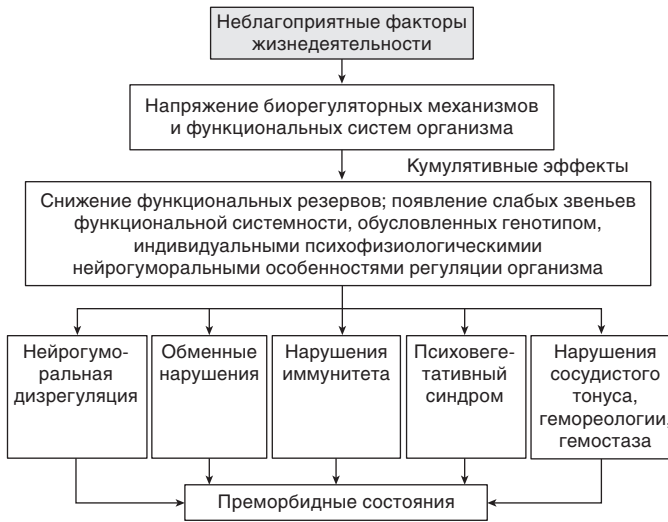 Неблагоприятные факторы
жизнедеятельности
Напряжение биорегуляторных механизмов
и функциональных систем организма
Кумулятивные эффекты
Снижение функциональных резервов; появление слабых звеньев
функциональной системности, обусловленных генотипом,
индивидуальными психофизиологическимии
нейрогуморальными особенностями регуляции организма
Нейрогумо-
ральная
дизрегуляция
Обменные
нарушения
Нарушения
иммунитета
Психовеге-
тативный
синдром
Нарушения
сосудистого
тонуса,
гемореологии,
гемостаза
Преморбидные состояния